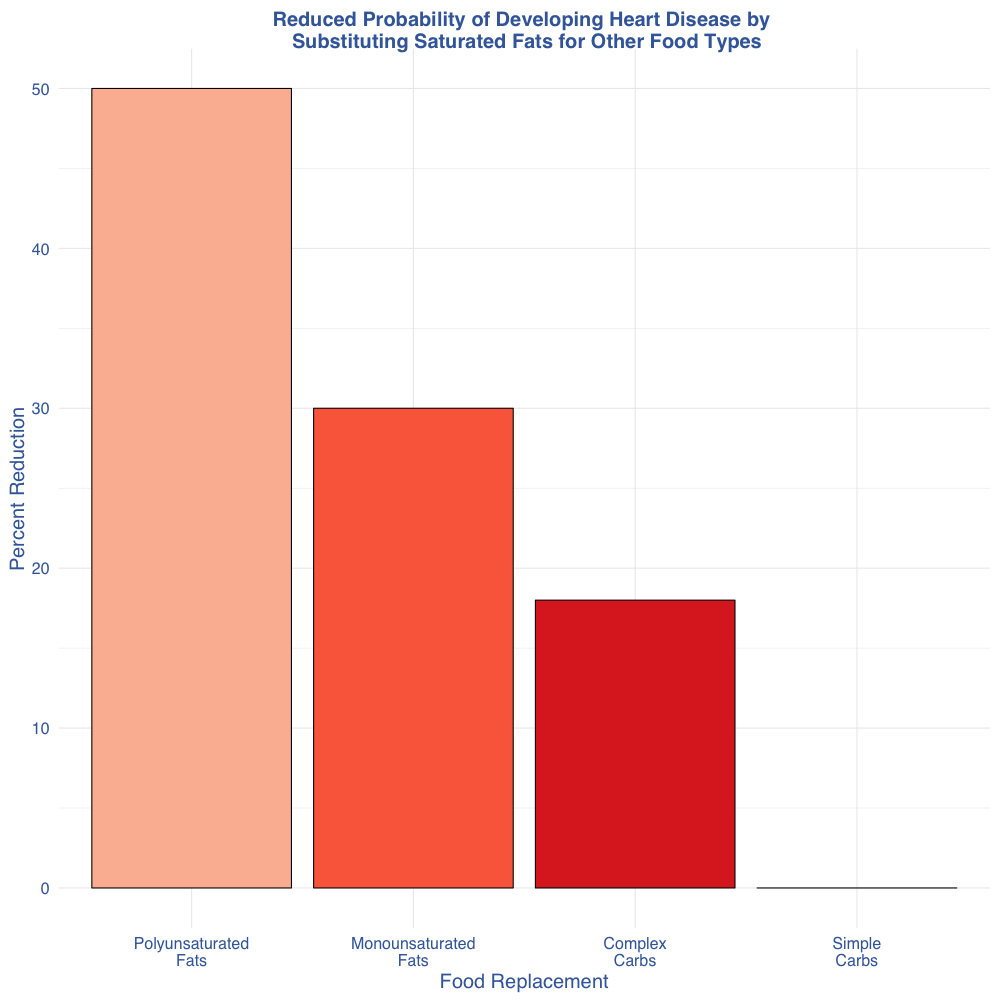 Reduced Probability of Developing Heart Disease by
Substituting Saturated Fats for Other Food Types
Percent Reduction
50
40
30
20
10
0
Polyunsaturated
Fats
Monounsaturated
Fats
Complex
Carbs
Simple
Carbs
Food Replacement